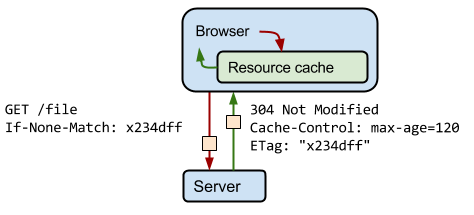 Browser
Resource cache
GET /file
If-None-Match: x234dff
304 Not Modified
Cache-Control: max-age=120
ETag: "x234dff"
Server